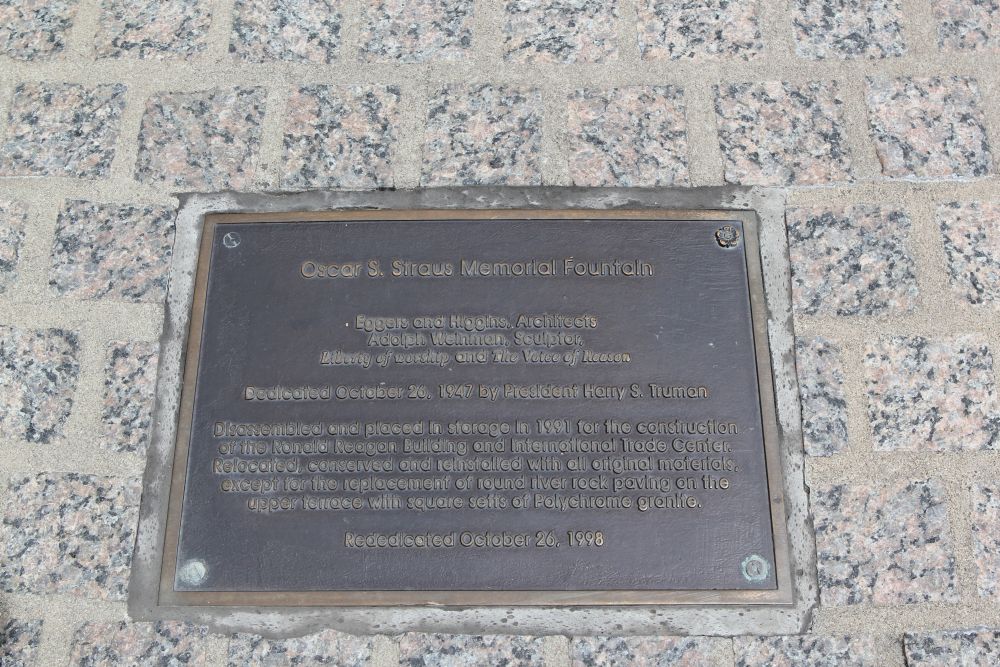 Oscar S. Straus Memorial Fountain
Eggers and Higgins, Architects
Adolph Weinman, Sculptor,
Liberty of worship and The Voice of Reason
Dedicated October 26, 1947 by President Harry S. Truman
Disassembled and placed in storage in 1991 for the construction
of the Ronald Reagan Building and International Trade Center.
Relocated, conserved and reinstalled with all original materials,
except for the replacement of round river rock paving on the
upper terrace with square setts of Polychrome granite.
Rededicated October 26, 1998